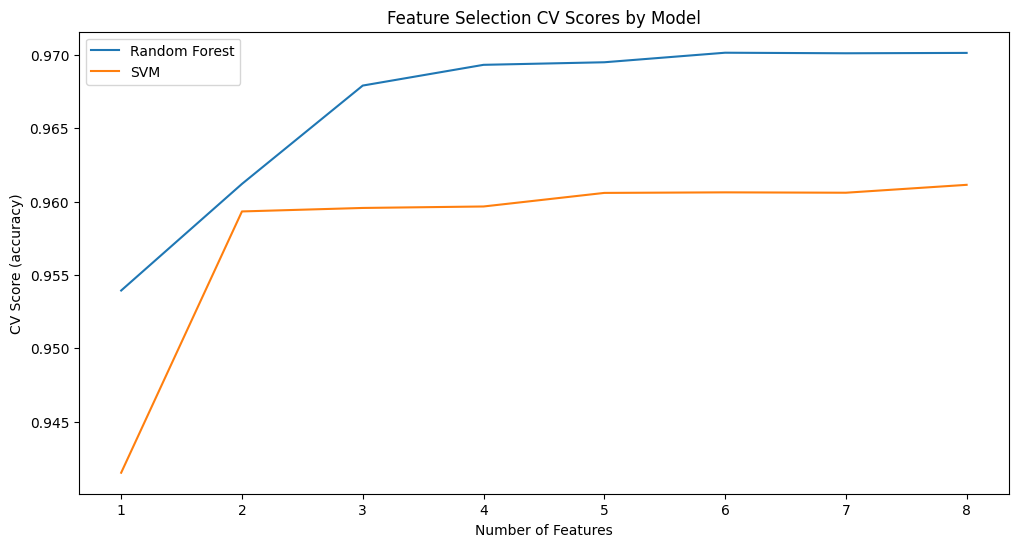 Feature Selection CV Scores by Model
Random Forest
SVM
0.970
0.965
0.960
0.955
0.950
0.945
CV Score (accuracy)
1 2 3 4 5 6 7 8
Number of Features